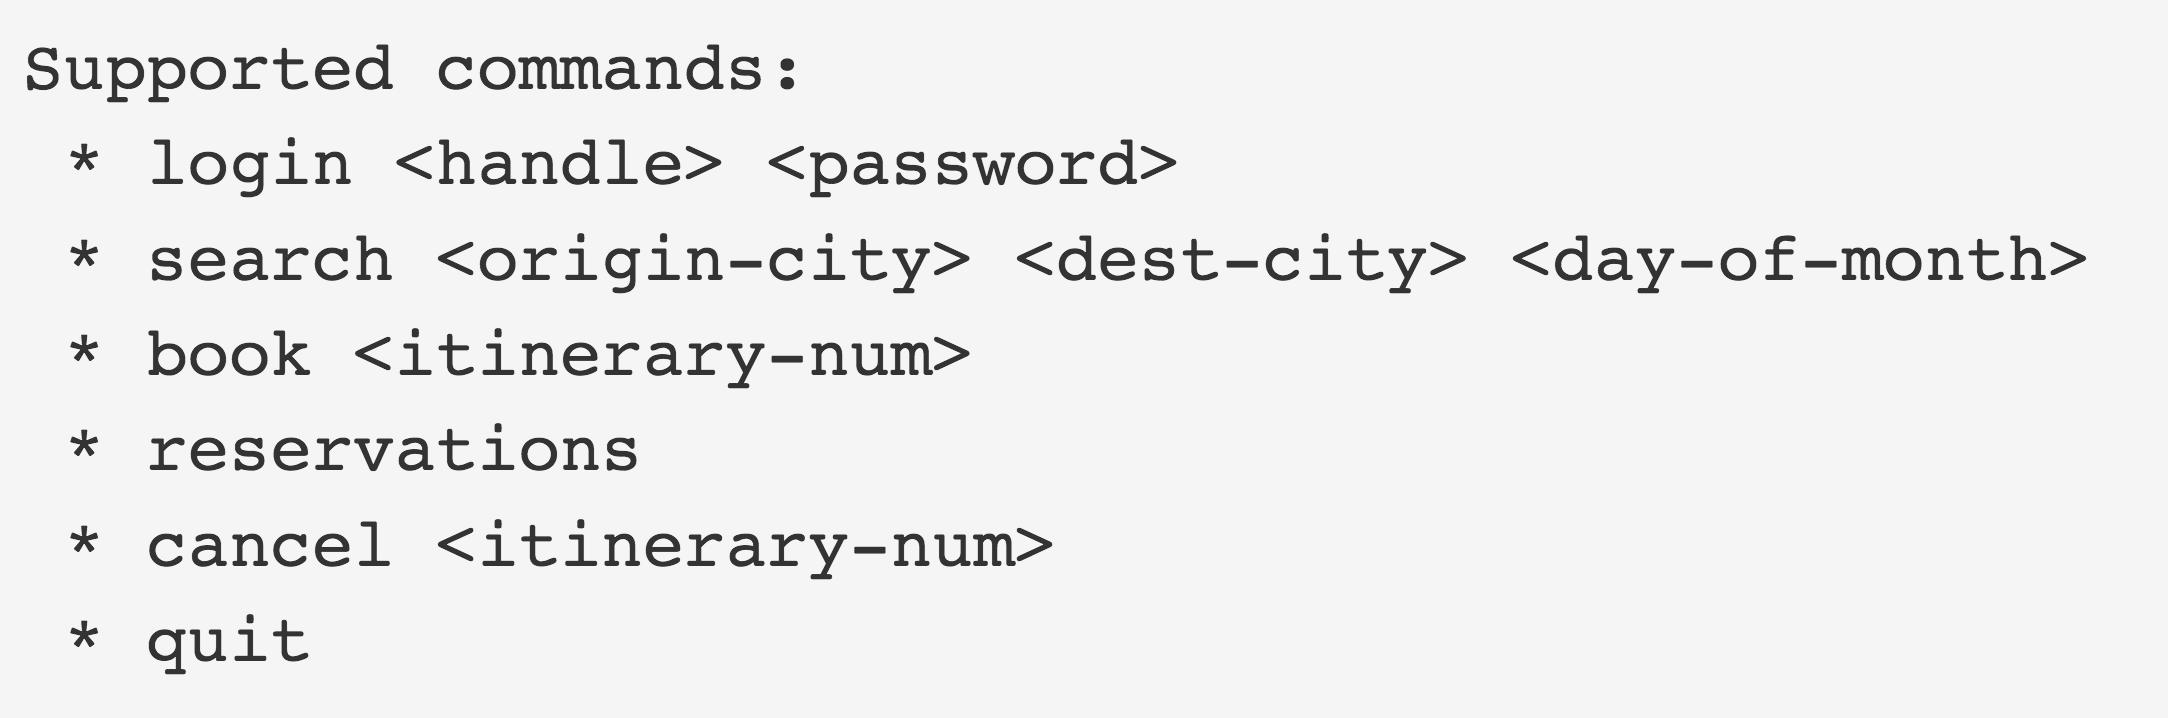 Supported commands:
* login <handle> <password>
* search <origin-city> <dest-city> <day-of-month>
* book <itinerary-num>
* reservations
* cancel <itinerary-num>
* quit